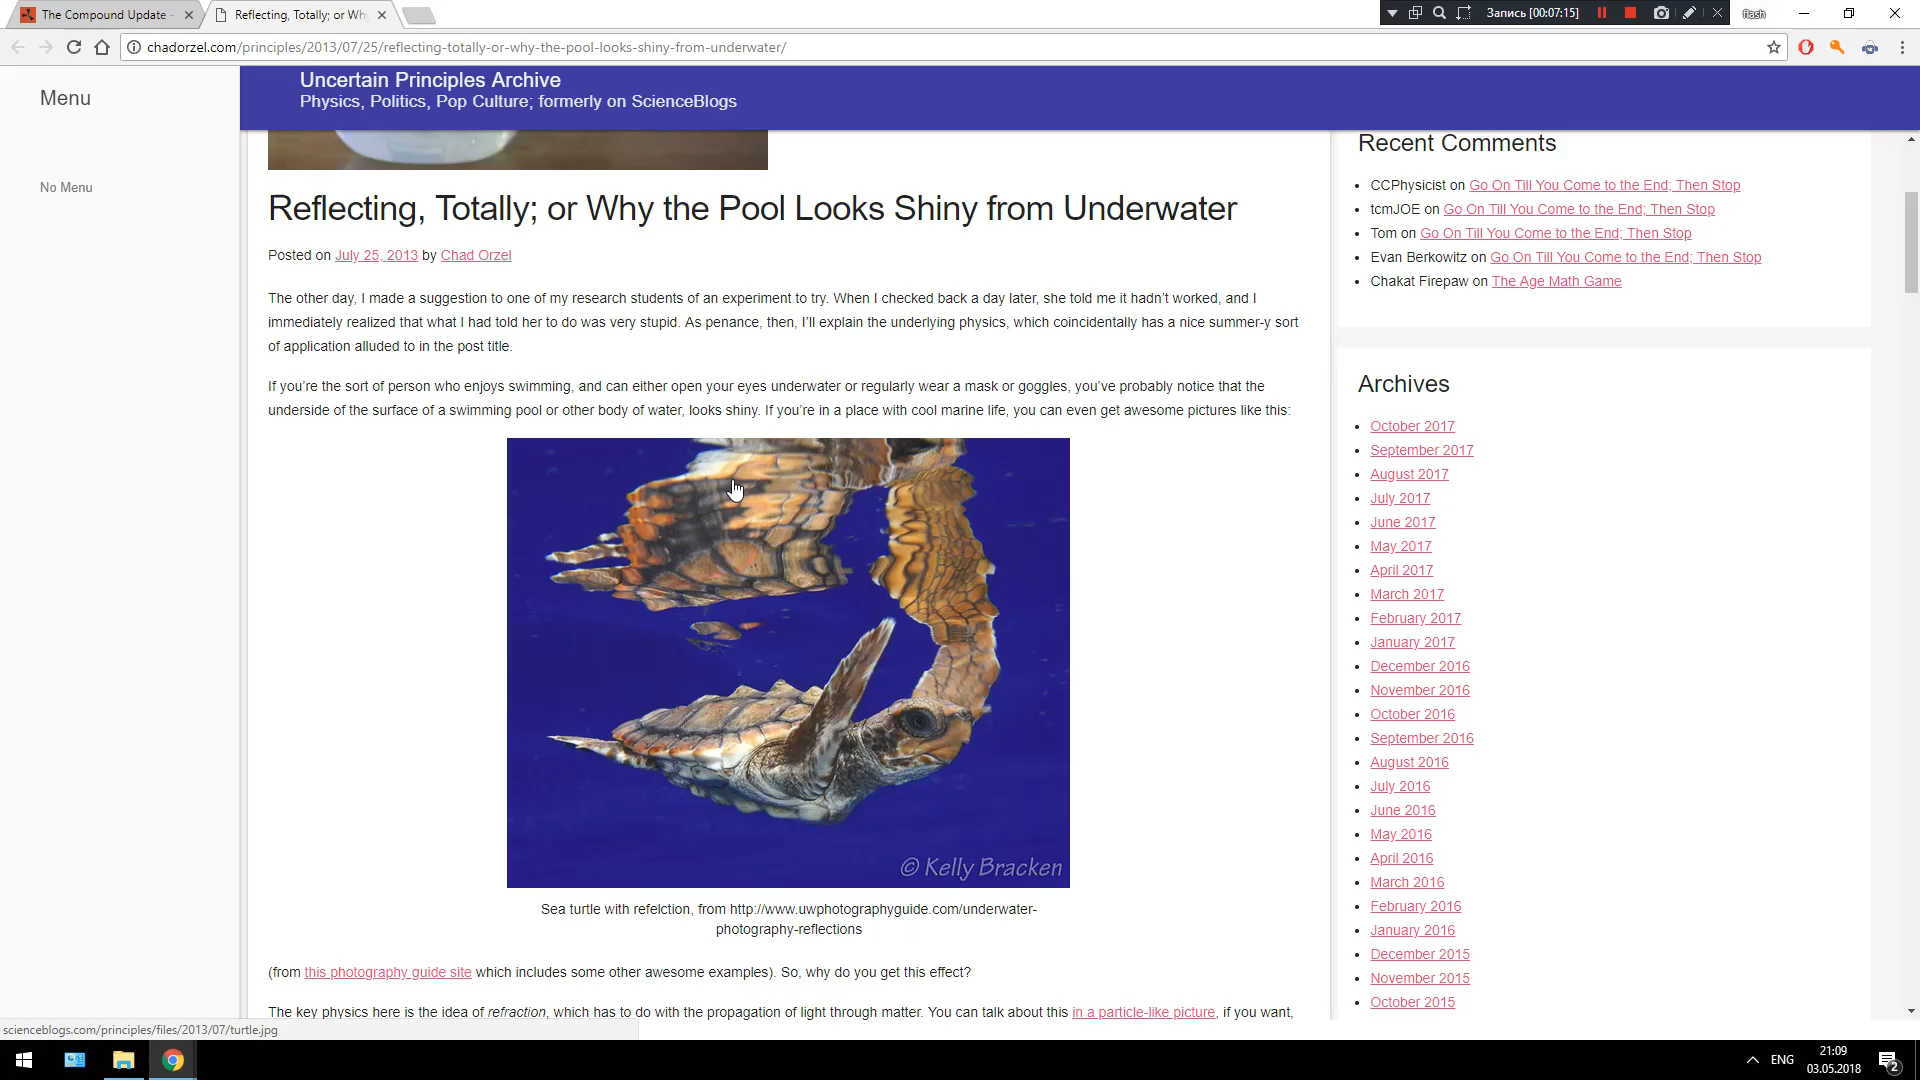 The Compound Update -
Reflecting, Totally; or Wh
Запись [00:07:15]
flash
chadorzel.com/principles/2013/07/25/reflecting-totally-or-why-the-pool-looks-shiny-from-underwater/
Menu
No Menu
Uncertain Principles Archive
Physics, Politics, Pop Culture; formerly on ScienceBlogs
Reflecting, Totally; or Why the Pool Looks Shiny from Underwater
Posted on July 25, 2013 by Chad Orzel
The other day, I made a suggestion to one of my research students of an experiment to try. When I checked back a day later, she told me it hadn’t worked, and I
immediately realized that what I had told her to do was very stupid. As penance, then, I’ll explain the underlying physics, which coincidentally has a nice summer-y sort
of application alluded to in the post title.
If you’re the sort of person who enjoys swimming, and can either open your eyes underwater or regularly wear a mask or goggles, you’ve probably notice that the
underside of the surface of a swimming pool or other body of water, looks shiny. If you’re in a place with cool marine life, you can even get awesome pictures like this:
© Kelly Bracken
Sea turtle with refelction, from http://www.uwphotographyguide.com/underwater-
photography-reflections
(from this photography guide site which includes some other awesome examples). So, why do you get this effect?
The key physics here is the idea of refraction, which has to do with the propagation of light through matter. You can talk about this in a particle-like picture, if you want,
Recent Comments
CCPhysicist on Go On Till You Come to the End; Then Stop
tcmJOE on Go On Till You Come to the End; Then Stop
Tom on Go On Till You Come to the End; Then Stop
Evan Berkowitz on Go On Till You Come to the End; Then Stop
Chakat Firepaw on The Age Math Game
Archives
October 2017
September 2017
August 2017
July 2017
June 2017
May 2017
April 2017
March 2017
February 2017
January 2017
December 2016
November 2016
October 2016
September 2016
August 2016
July 2016
June 2016
May 2016
April 2016
March 2016
February 2016
January 2016
December 2015
November 2015
October 2015
scienceblogs.com/principles/files/2013/07/turtle.jpg
ENG
21:09
03.05.2018
2